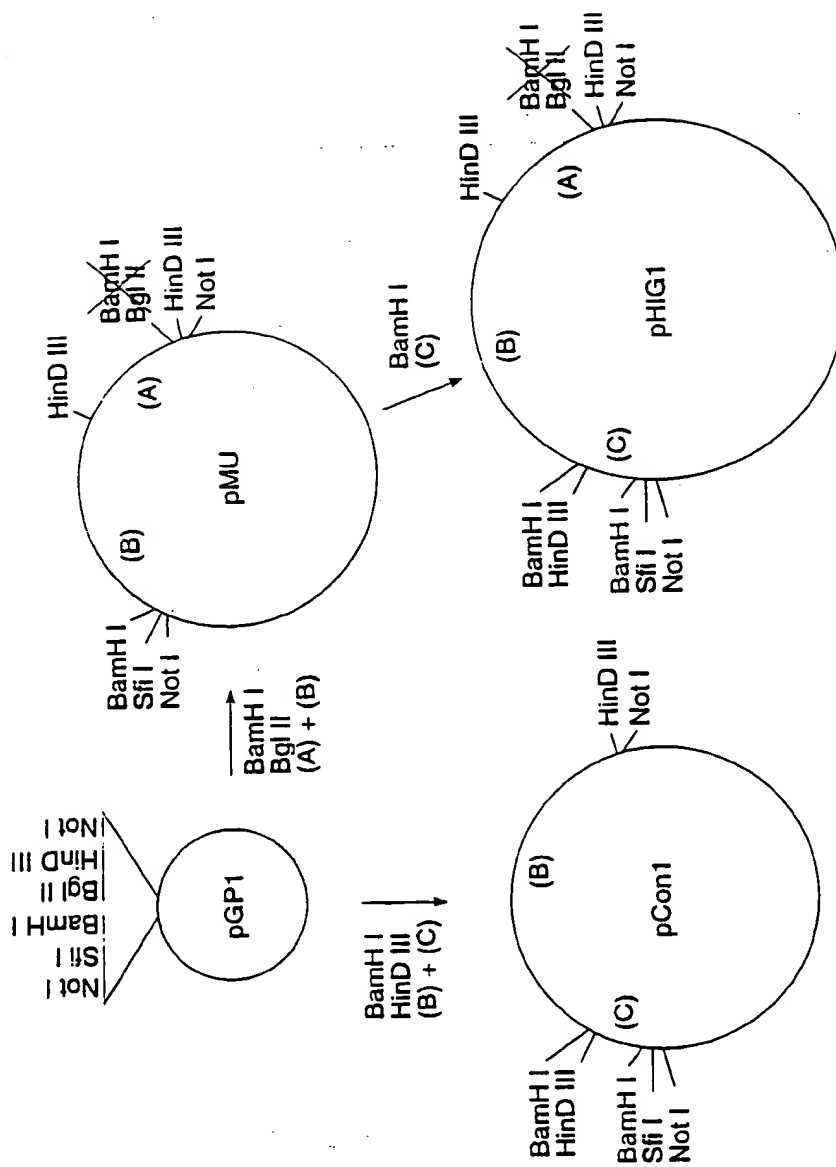 Not I
Sfi I
BamH I
Bgl II
HinD III
Not I
pGP1
BamH I
Bgl II
(A) + (B)
BamH I
HinD III
(B) + (C)
BamH I
Sfi I
Not I
(B)
HinD III
(A)
BamH I
Bgl II
HinD III
Not I
pMU
BamH I
(C)
BamH I
HinD III
(C)
BamH I
Sfi I
Not I
(B)
HinD III
Not I
pCon1
BamH I
HinD III
(C)
BamH I
Sfi I
Not I
(B)
HinD III
(A)
BamH I
Bgl II
HinD III
Not I
pHIG1